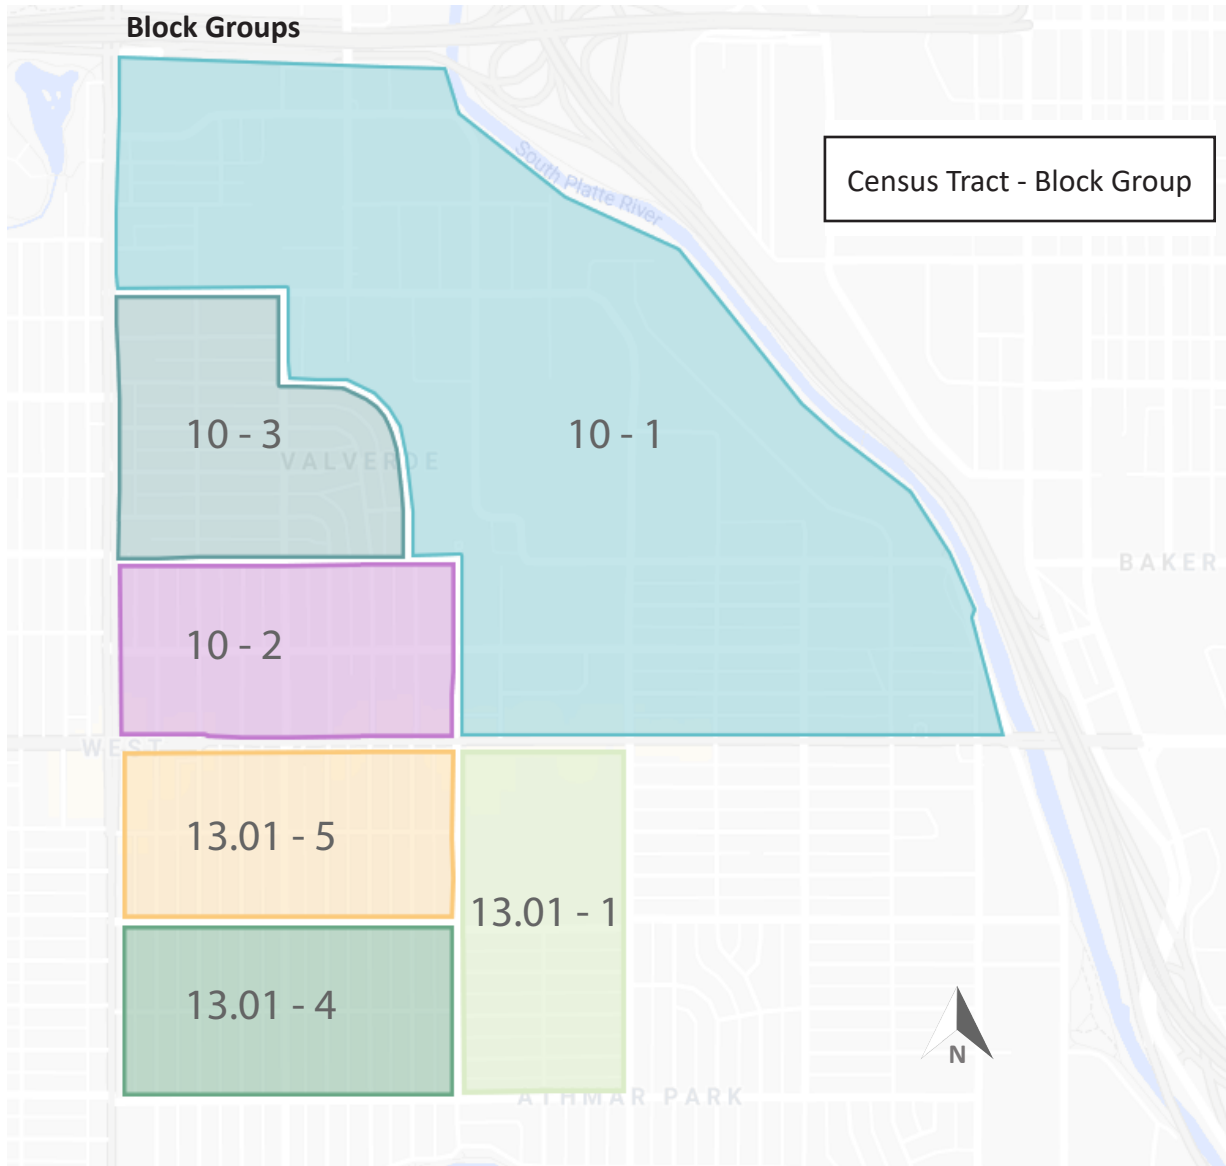 Block Groups
South Platte River
Census Tract - Block Group
10 - 3
10 - 1
VALVERDE
BAKER
10 - 2
WEST
13.01 - 5
13.01 - 1
13.01 - 4
N
ATHMAR PARK